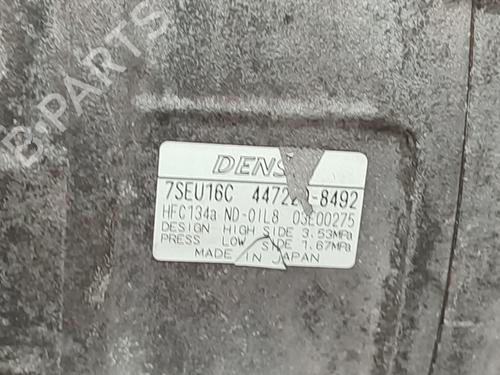 B-PARTS
DENS
7SEU16C 44722 -8492
HFC134a ND-OIL8 03E00275
DESIGN HIGH SIDE 3.53MPa
PRESS LOW SIDE 1.67MPa
MADE IN JAPAN